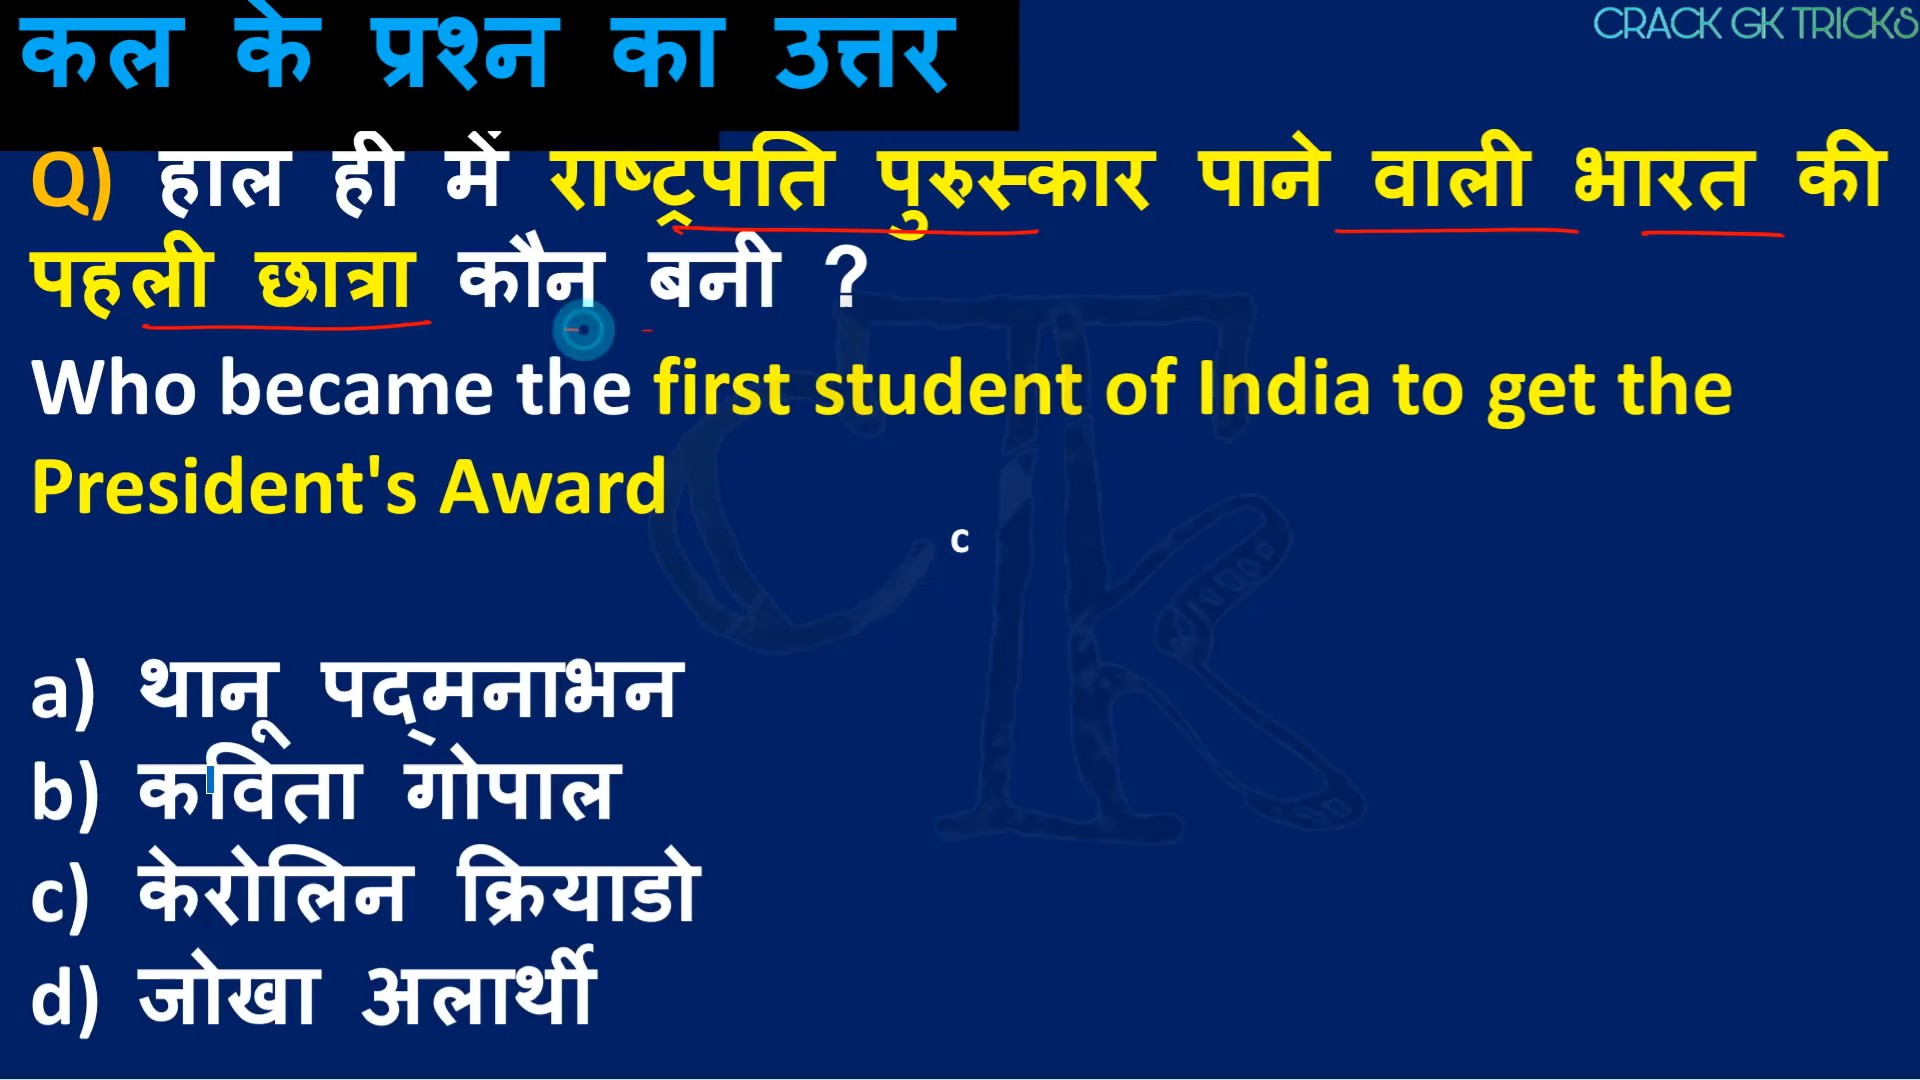 कल के प्रश्न का उत्तर
CRACK GK TRICKS
Q) हाल ही में राष्ट्रपति पुरुस्कार पाने वाली भारत की
पहली छात्रा कौन बनी ?
Who became the first student of India to get the
President's Award
c
a) थानू पद्मनाभन
b) कविता गोपाल
c) केरोलिन क्रियाडो
d) जोखा अलार्थी